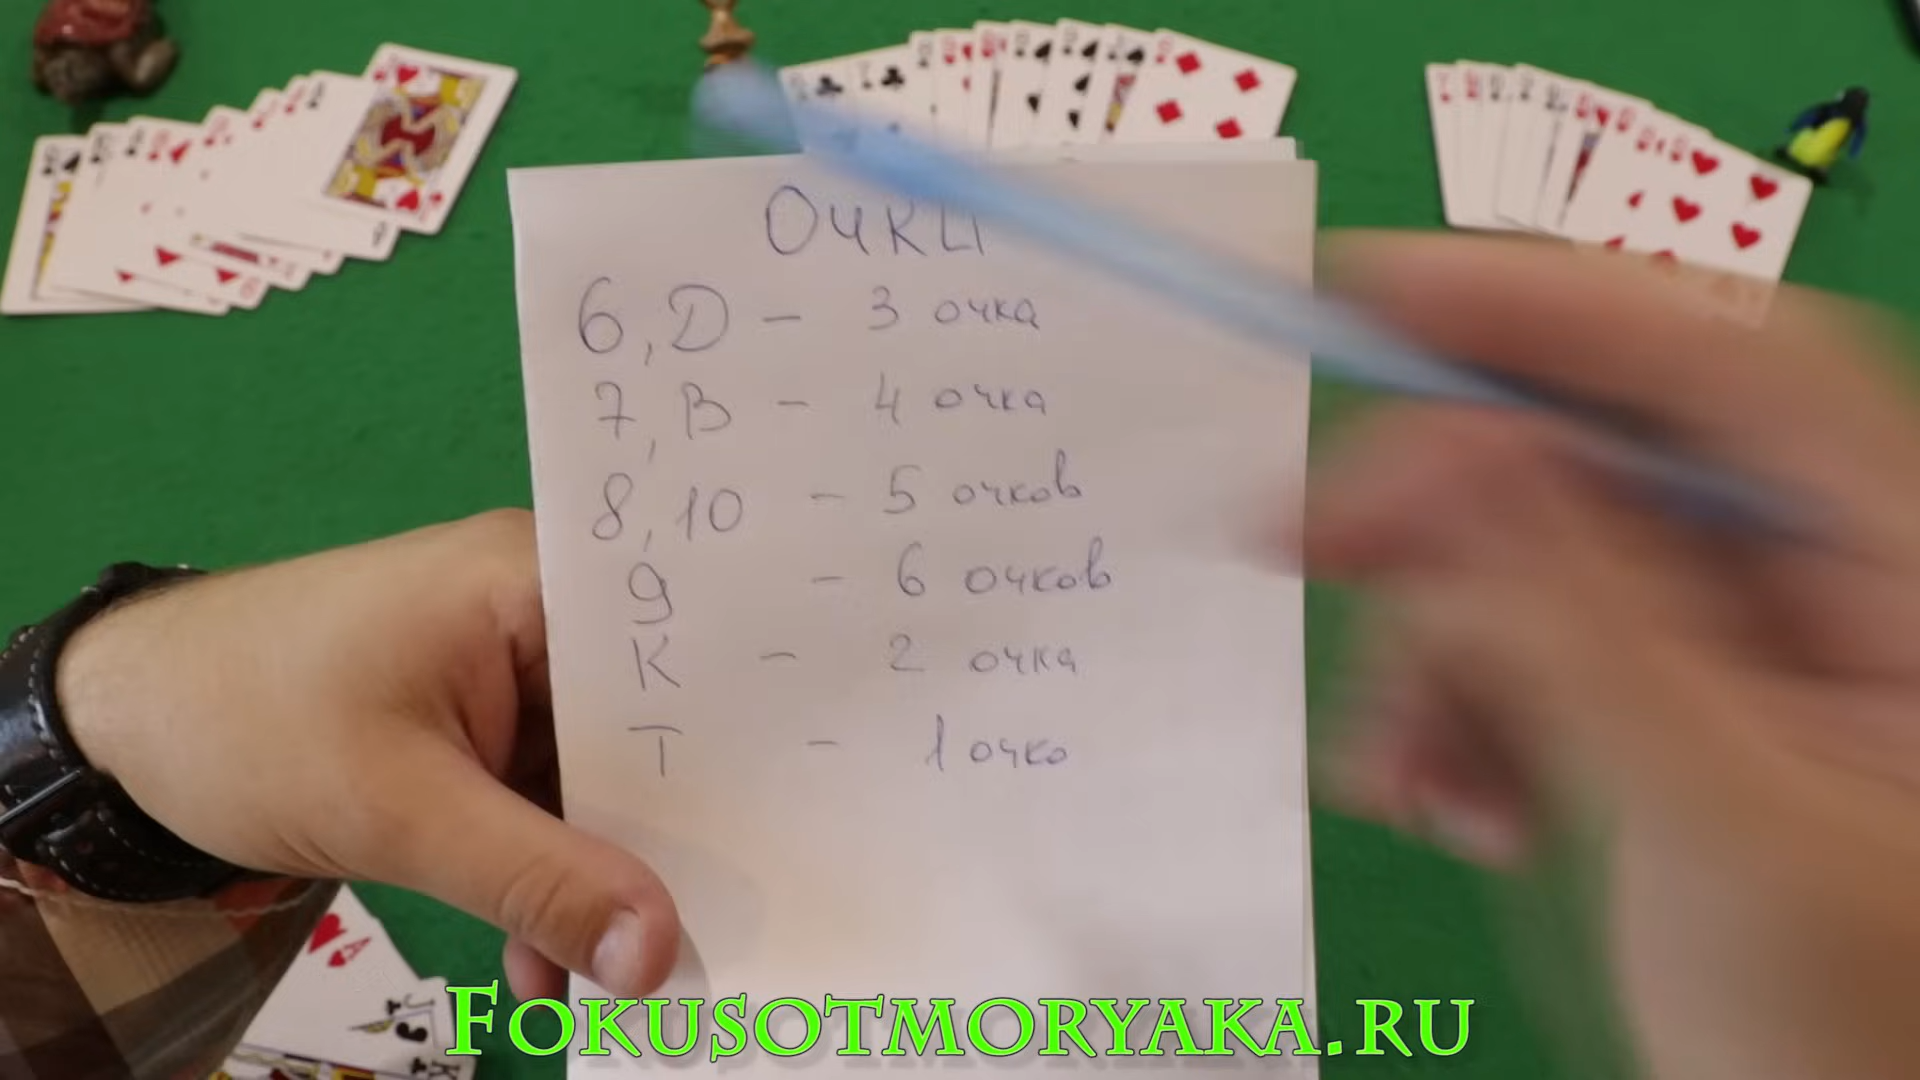 Очки
6, D - 3 очка
7, В - 4 очка
8, 10 - 5 очков
9 - 6 очков
К - 2 очка
Т - 1 очко
A
J
K
Fokusotmoryaka.ru